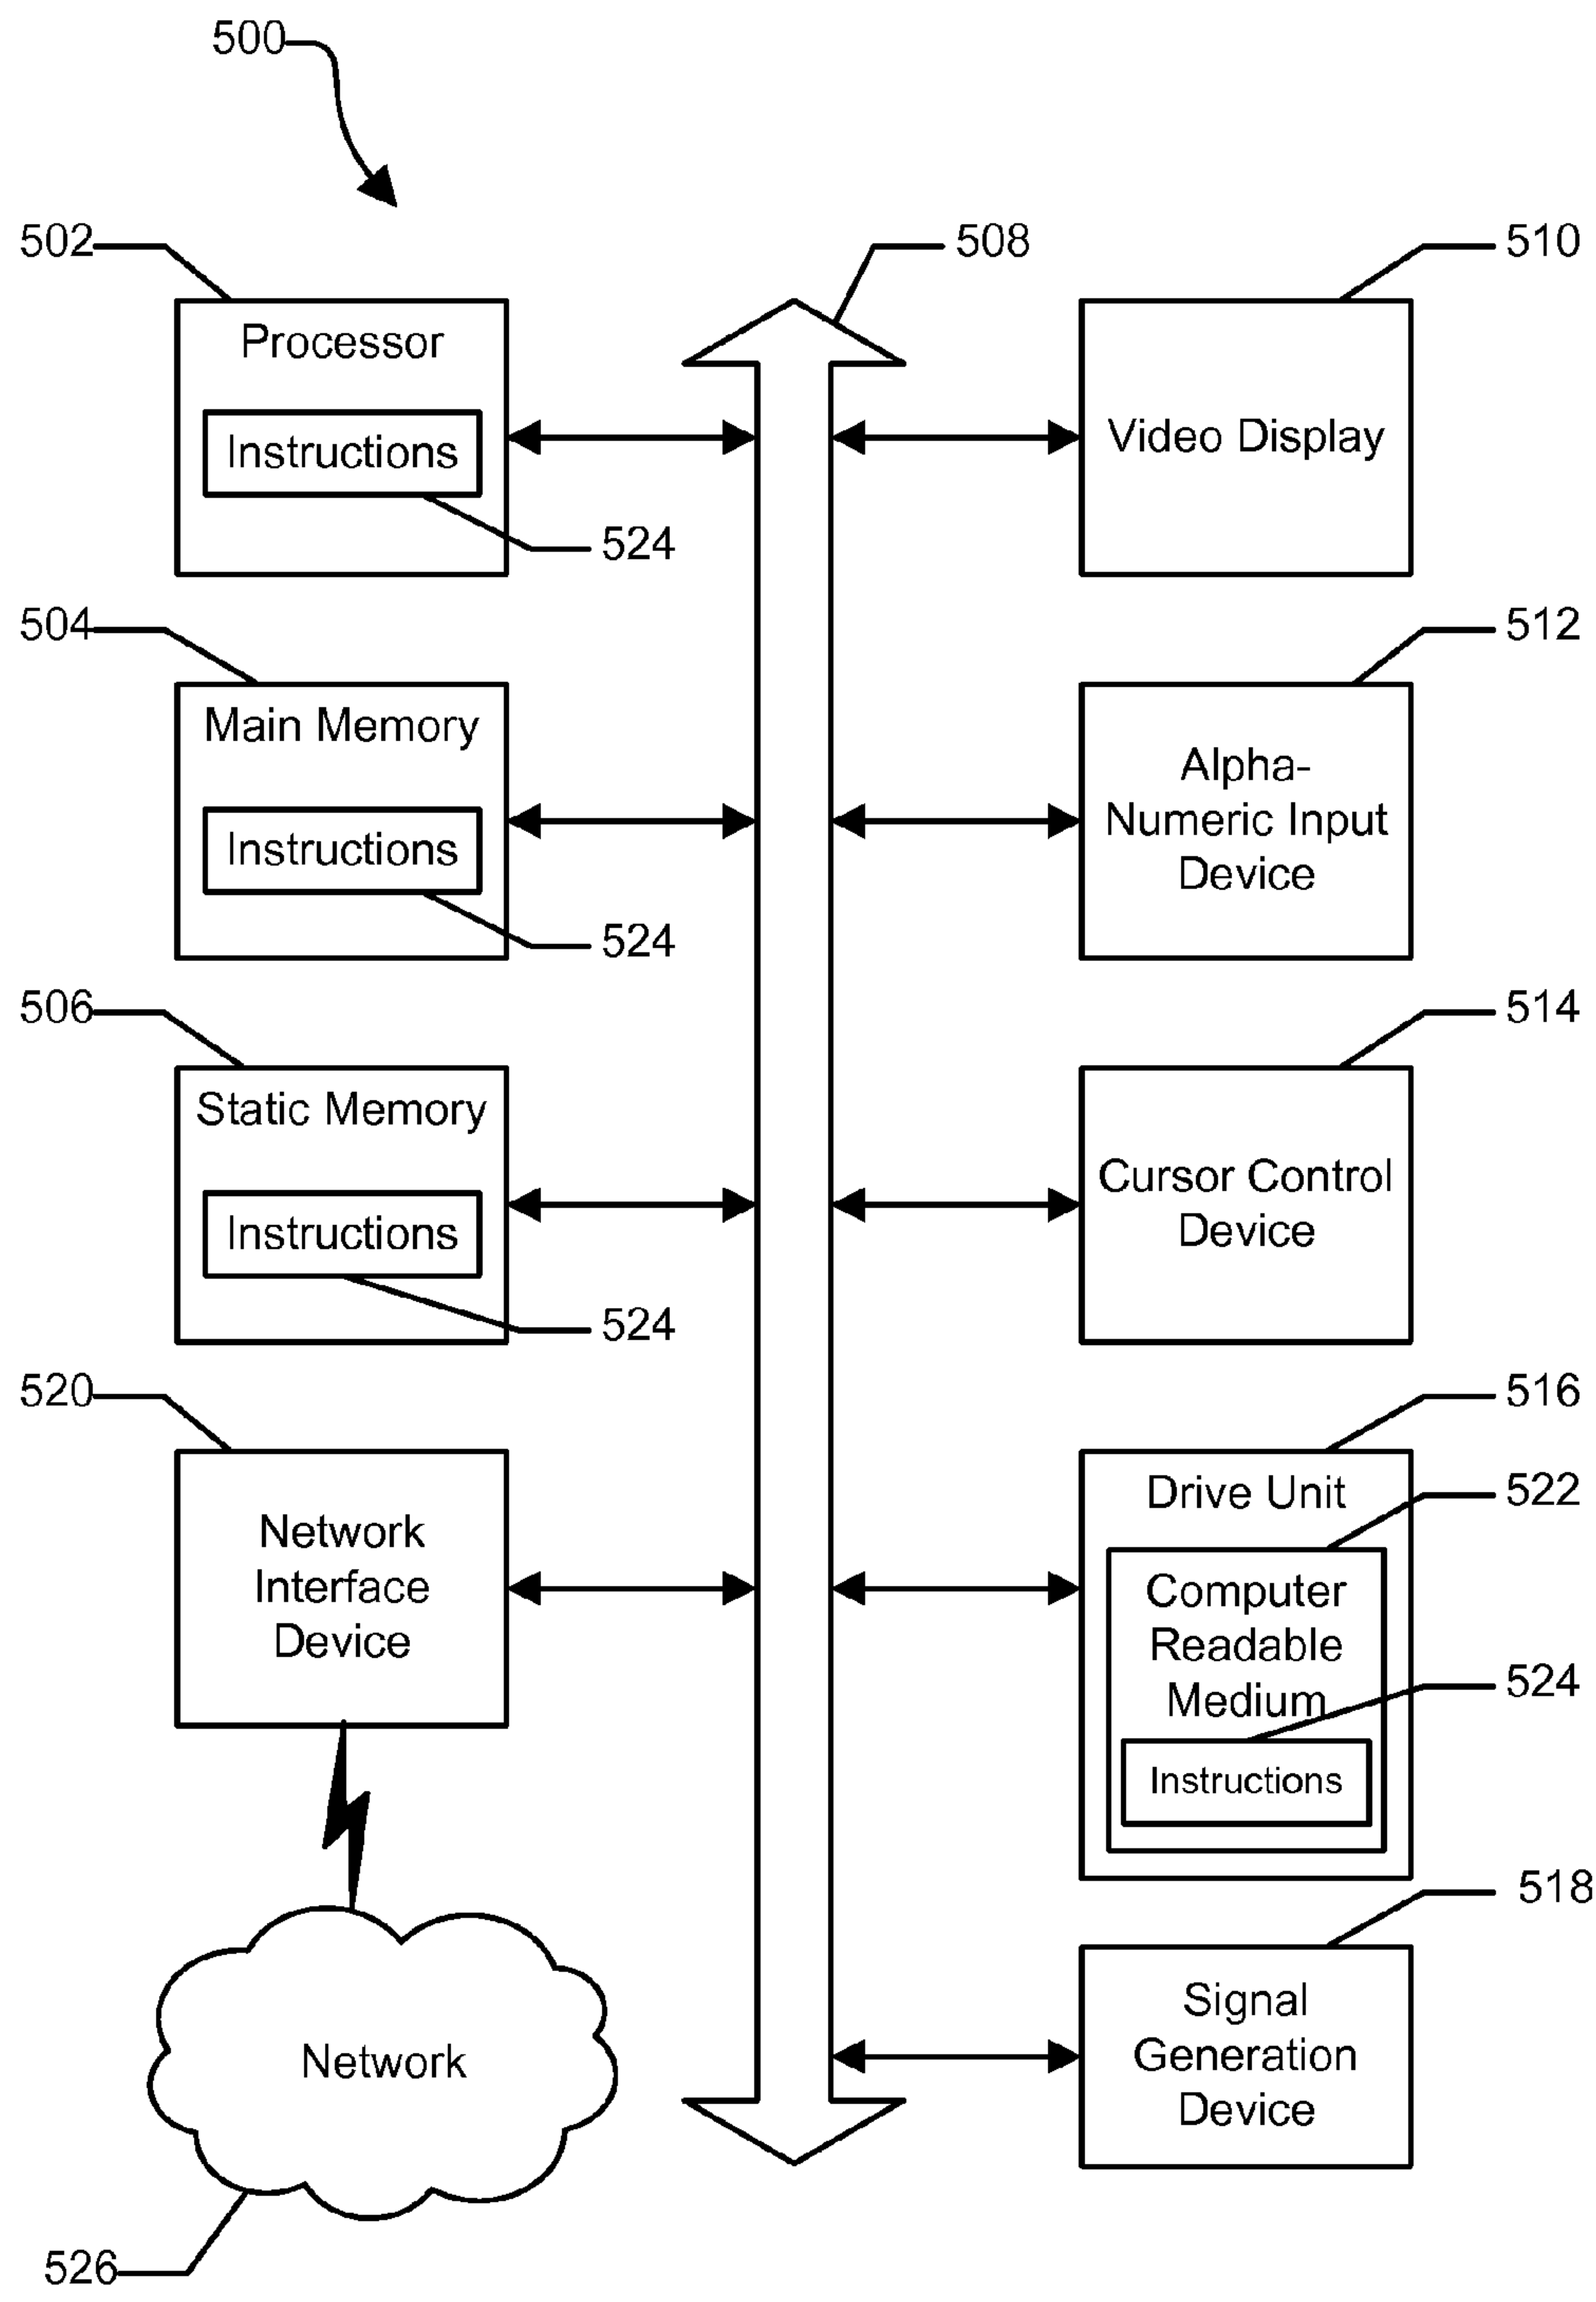 500
502
508
510
Processor
Instructions
524
Video Display
504
512
Main Memory
Instructions
524
Alpha-
Numeric Input
Device
506
514
Static Memory
Instructions
524
Cursor Control
Device
520
516
Network
Interface
Device
Drive Unit
522
Computer
Readable
Medium
524
Instructions
518
Signal
Generation
Device
Network
526